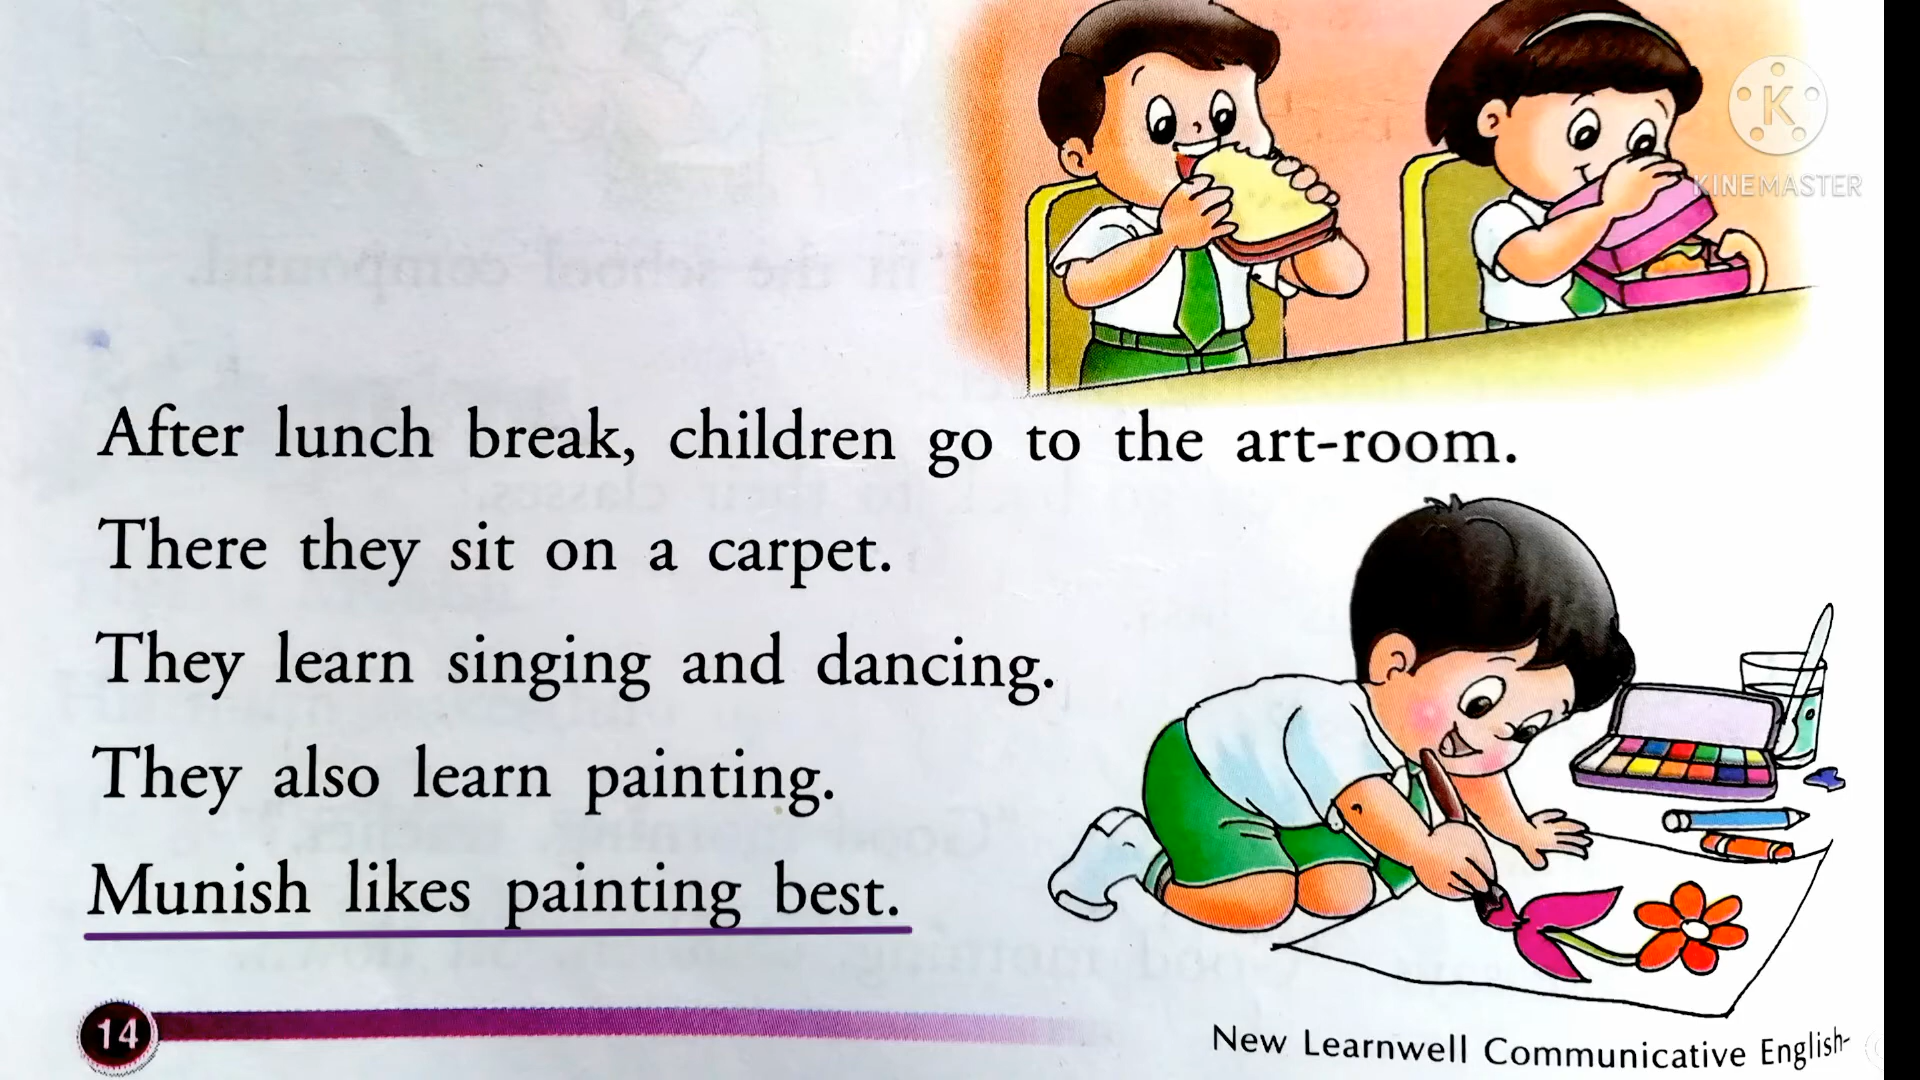 KINEMASTER
After lunch break, children go to the art-room.
There they sit on a carpet.
They learn singing and dancing.
They also learn painting.
Munish likes painting best.
14
New Learnwell Communicative English-